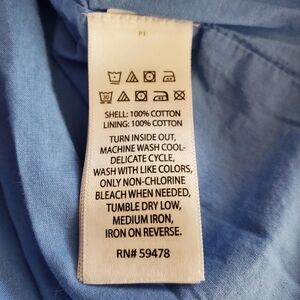 SHELL: 100% COTTON
LINING: 100% COTTON
TURN INSIDE OUT,
MACHINE WASH COOL-
DELICATE CYCLE,
WASH WITH LIKE COLORS,
ONLY NON-CHLORINE
BLEACH WHEN NEEDED,
TUMBLE DRY LOW,
MEDIUM IRON,
IRON ON REVERSE.
RN# 59478